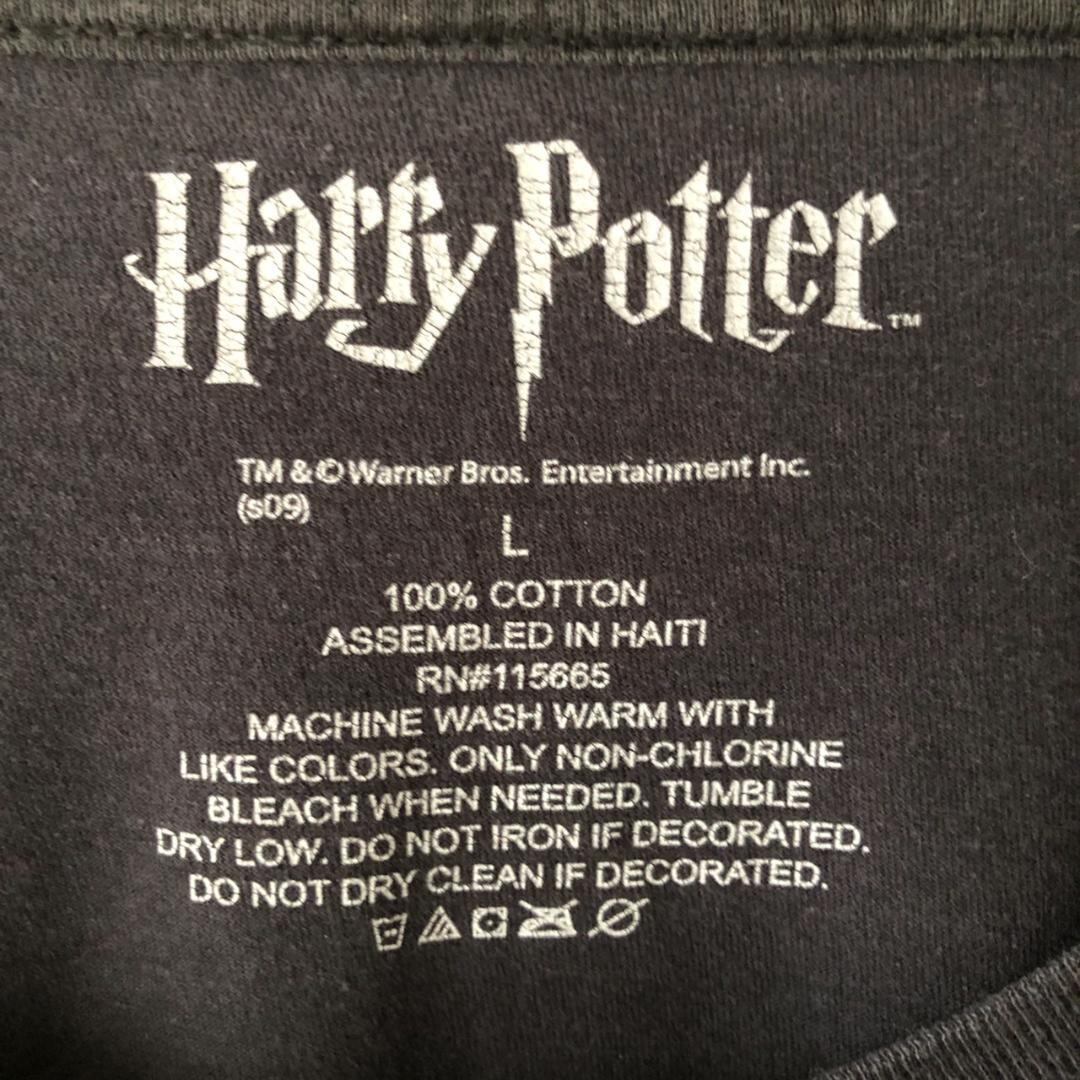 Harry Potter™
TM & © Warner Bros. Entertainment Inc.
(s09)
L
100% COTTON
ASSEMBLED IN HAITI
RN#115665
MACHINE WASH WARM WITH
LIKE COLORS. ONLY NON-CHLORINE
BLEACH WHEN NEEDED. TUMBLE
DRY LOW. DO NOT IRON IF DECORATED.
DO NOT DRY CLEAN IF DECORATED.